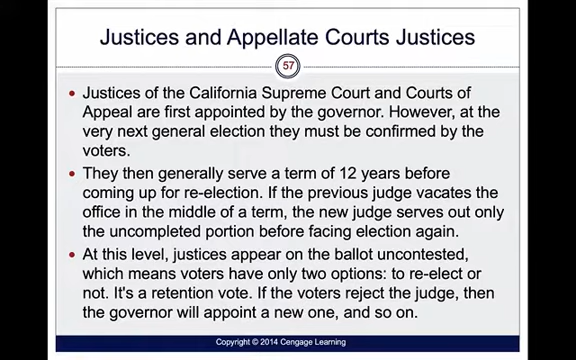 Justices and Appellate Courts Justices
57
• Justices of the California Supreme Court and Courts of
Appeal are first appointed by the governor. However, at the
very next general election they must be confirmed by the
voters.
• They then generally serve a term of 12 years before
coming up for re-election. If the previous judge vacates the
office in the middle of a term, the new judge serves out only
the uncompleted portion before facing election again.
• At this level, justices appear on the ballot uncontested,
which means voters have only two options: to re-elect or
not. It's a retention vote. If the voters reject the judge, then
the governor will appoint a new one, and so on.
Copyright © 2014 Cengage Learning